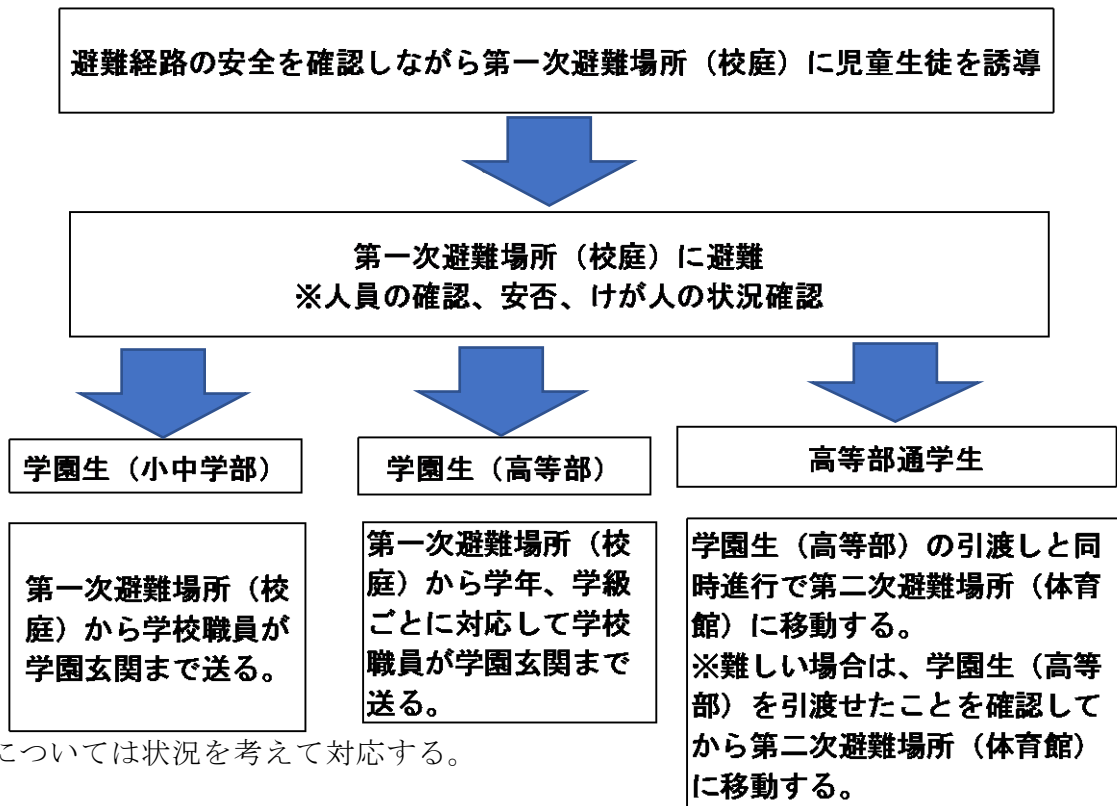 避難経路の安全を確認しながら第一次避難場所（校庭）に児童生徒を誘導
第一次避難場所（校庭）に避難
※人員の確認、安否、けが人の状況確認
学園生（小中学部）
第一次避難場所（校
庭）から学校職員が
学園玄関まで送る。
学園生（高等部）
第一次避難場所（校
庭）から学年、学級
ごとに対応して学校
職員が学園玄関まで
送る。
高等部通学生
学園生（高等部）の引渡しと同
時進行で第二次避難場所（体育
館）に移動する。
※難しい場合は、学園生（高等
部）を引渡せたことを確認して
から第二次避難場所（体育館）
に移動する。
については状況を考えて対応する。